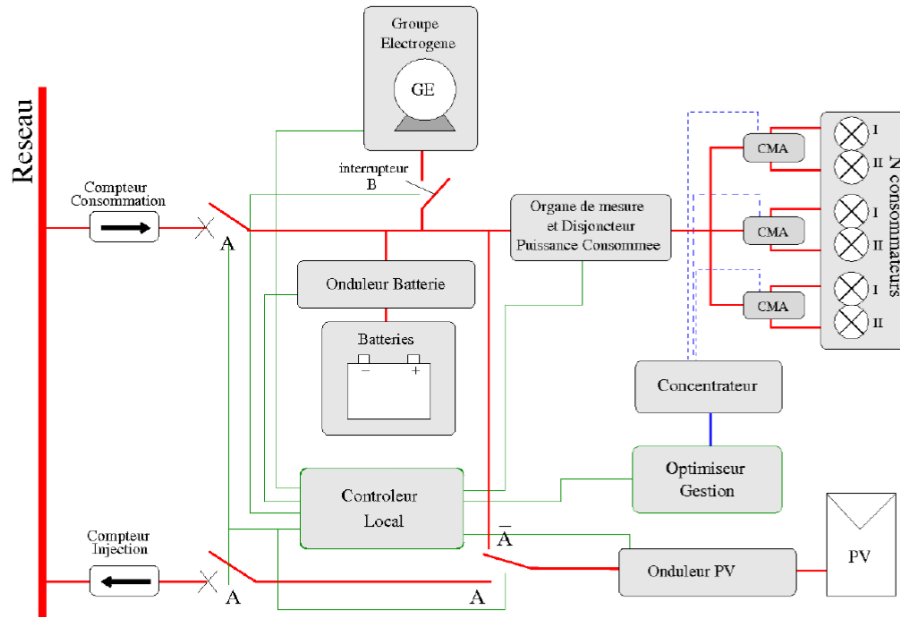 Groupe
Electrogene
GE
Reseau
interrupteur
B
Compteur
Consommation
A
Organe de mesure
et Disjoncteur
Puissance Consommee
CMA
I
II
CMA
I
II
CMA
I
II
N consommateurs
Onduleur Batterie
Batteries
− +
Concentrateur
Controleur
Local
Optimiseur
Gestion
Compteur
Injection
A
A
Ā
Onduleur PV
PV